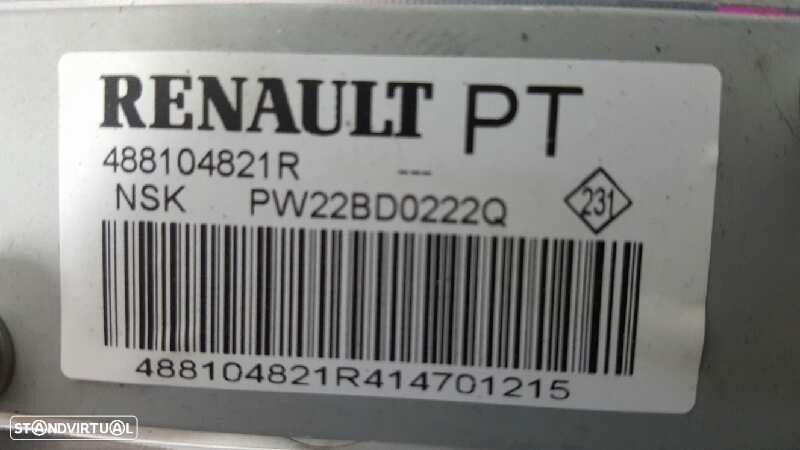 RENAULT PT
488104821R ---
NSK PW22BD0222Q 231
488104821R414701215
STANDVIRTUAL